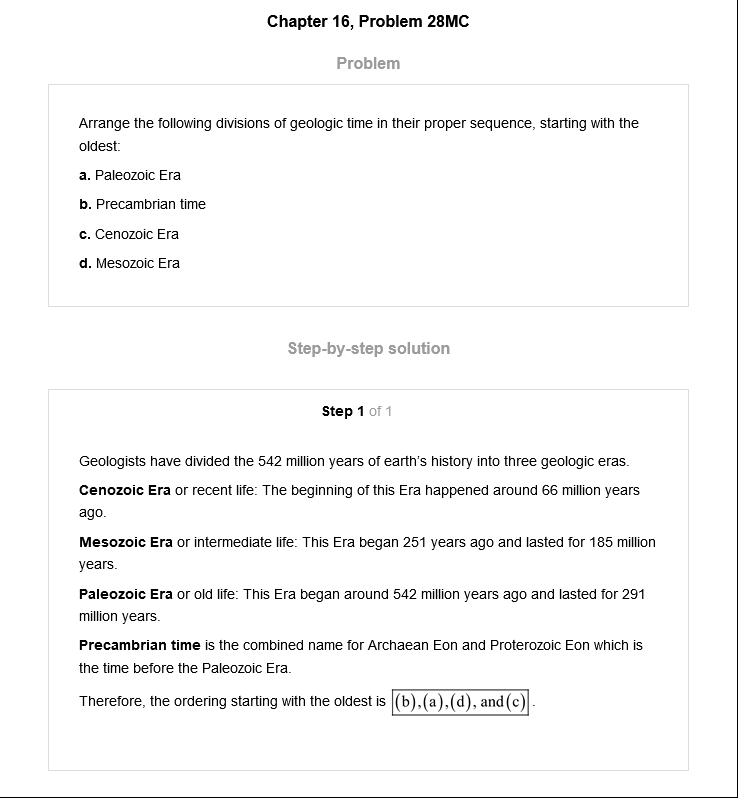 Chapter 16, Problem 28MC
Problem
Arrange the following divisions of geologic time in their proper sequence, starting with the
oldest:
a. Paleozoic Era
b. Precambrian time
c. Cenozoic Era
d. Mesozoic Era
Step-by-step solution
Step 1 of 1
Geologists have divided the 542 million years of earth's history into three geologic eras.
Cenozoic Era or recent life: The beginning of this Era happened around 66 million years
ago.
Mesozoic Era or intermediate life: This Era began 251 years ago and lasted for 185 million
years.
Paleozoic Era or old life: This Era began around 542 million years ago and lasted for 291
million years.
Precambrian time is the combined name for Archaean Eon and Proterozoic Eon which is
the time before the Paleozoic Era.
Therefore, the ordering starting with the oldest is (b),(a),(d), and(c).